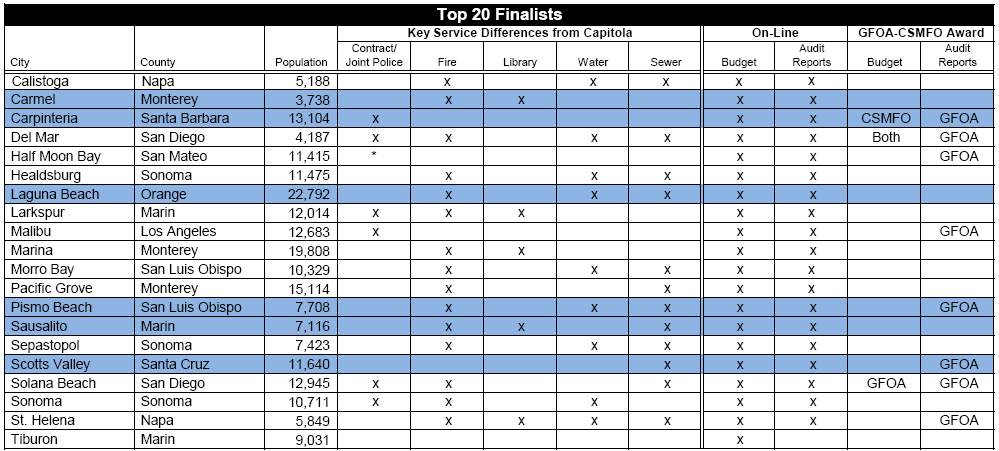 Top 20 Finalists
Key Service Differences from Capitola On-Line GFOA-CSMFO Award
Contract/ Audit Audit
City County Population Joint Police Fire Library Water Sewer Budget Reports Budget Reports
Calistoga Napa 5,188 x x x x x
Carmel Monterey 3,738 x x x x
Carpinteria Santa Barbara 13,104 x x x CSMFO GFOA
Del Mar San Diego 4,187 x x x x x x Both GFOA
Half Moon Bay San Mateo 11,415 * x x GFOA
Healdsburg Sonoma 11,475 x x x x x
Laguna Beach Orange 22,792 x x x x x
Larkspur Marin 12,014 x x x x x
Malibu Los Angeles 12,683 x x x GFOA
Marina Monterey 19,808 x x x x
Morro Bay San Luis Obispo 10,329 x x x x x
Pacific Grove Monterey 15,114 x x x x
Pismo Beach San Luis Obispo 7,708 x x x x x GFOA
Sausalito Marin 7,116 x x x x x
Sepastopol Sonoma 7,423 x x x x x
Scotts Valley Santa Cruz 11,640 x x x GFOA
Solana Beach San Diego 12,945 x x x x x GFOA GFOA
Sonoma Sonoma 10,711 x x x x x
St. Helena Napa 5,849 x x x x x x GFOA
Tiburon Marin 9,031 x